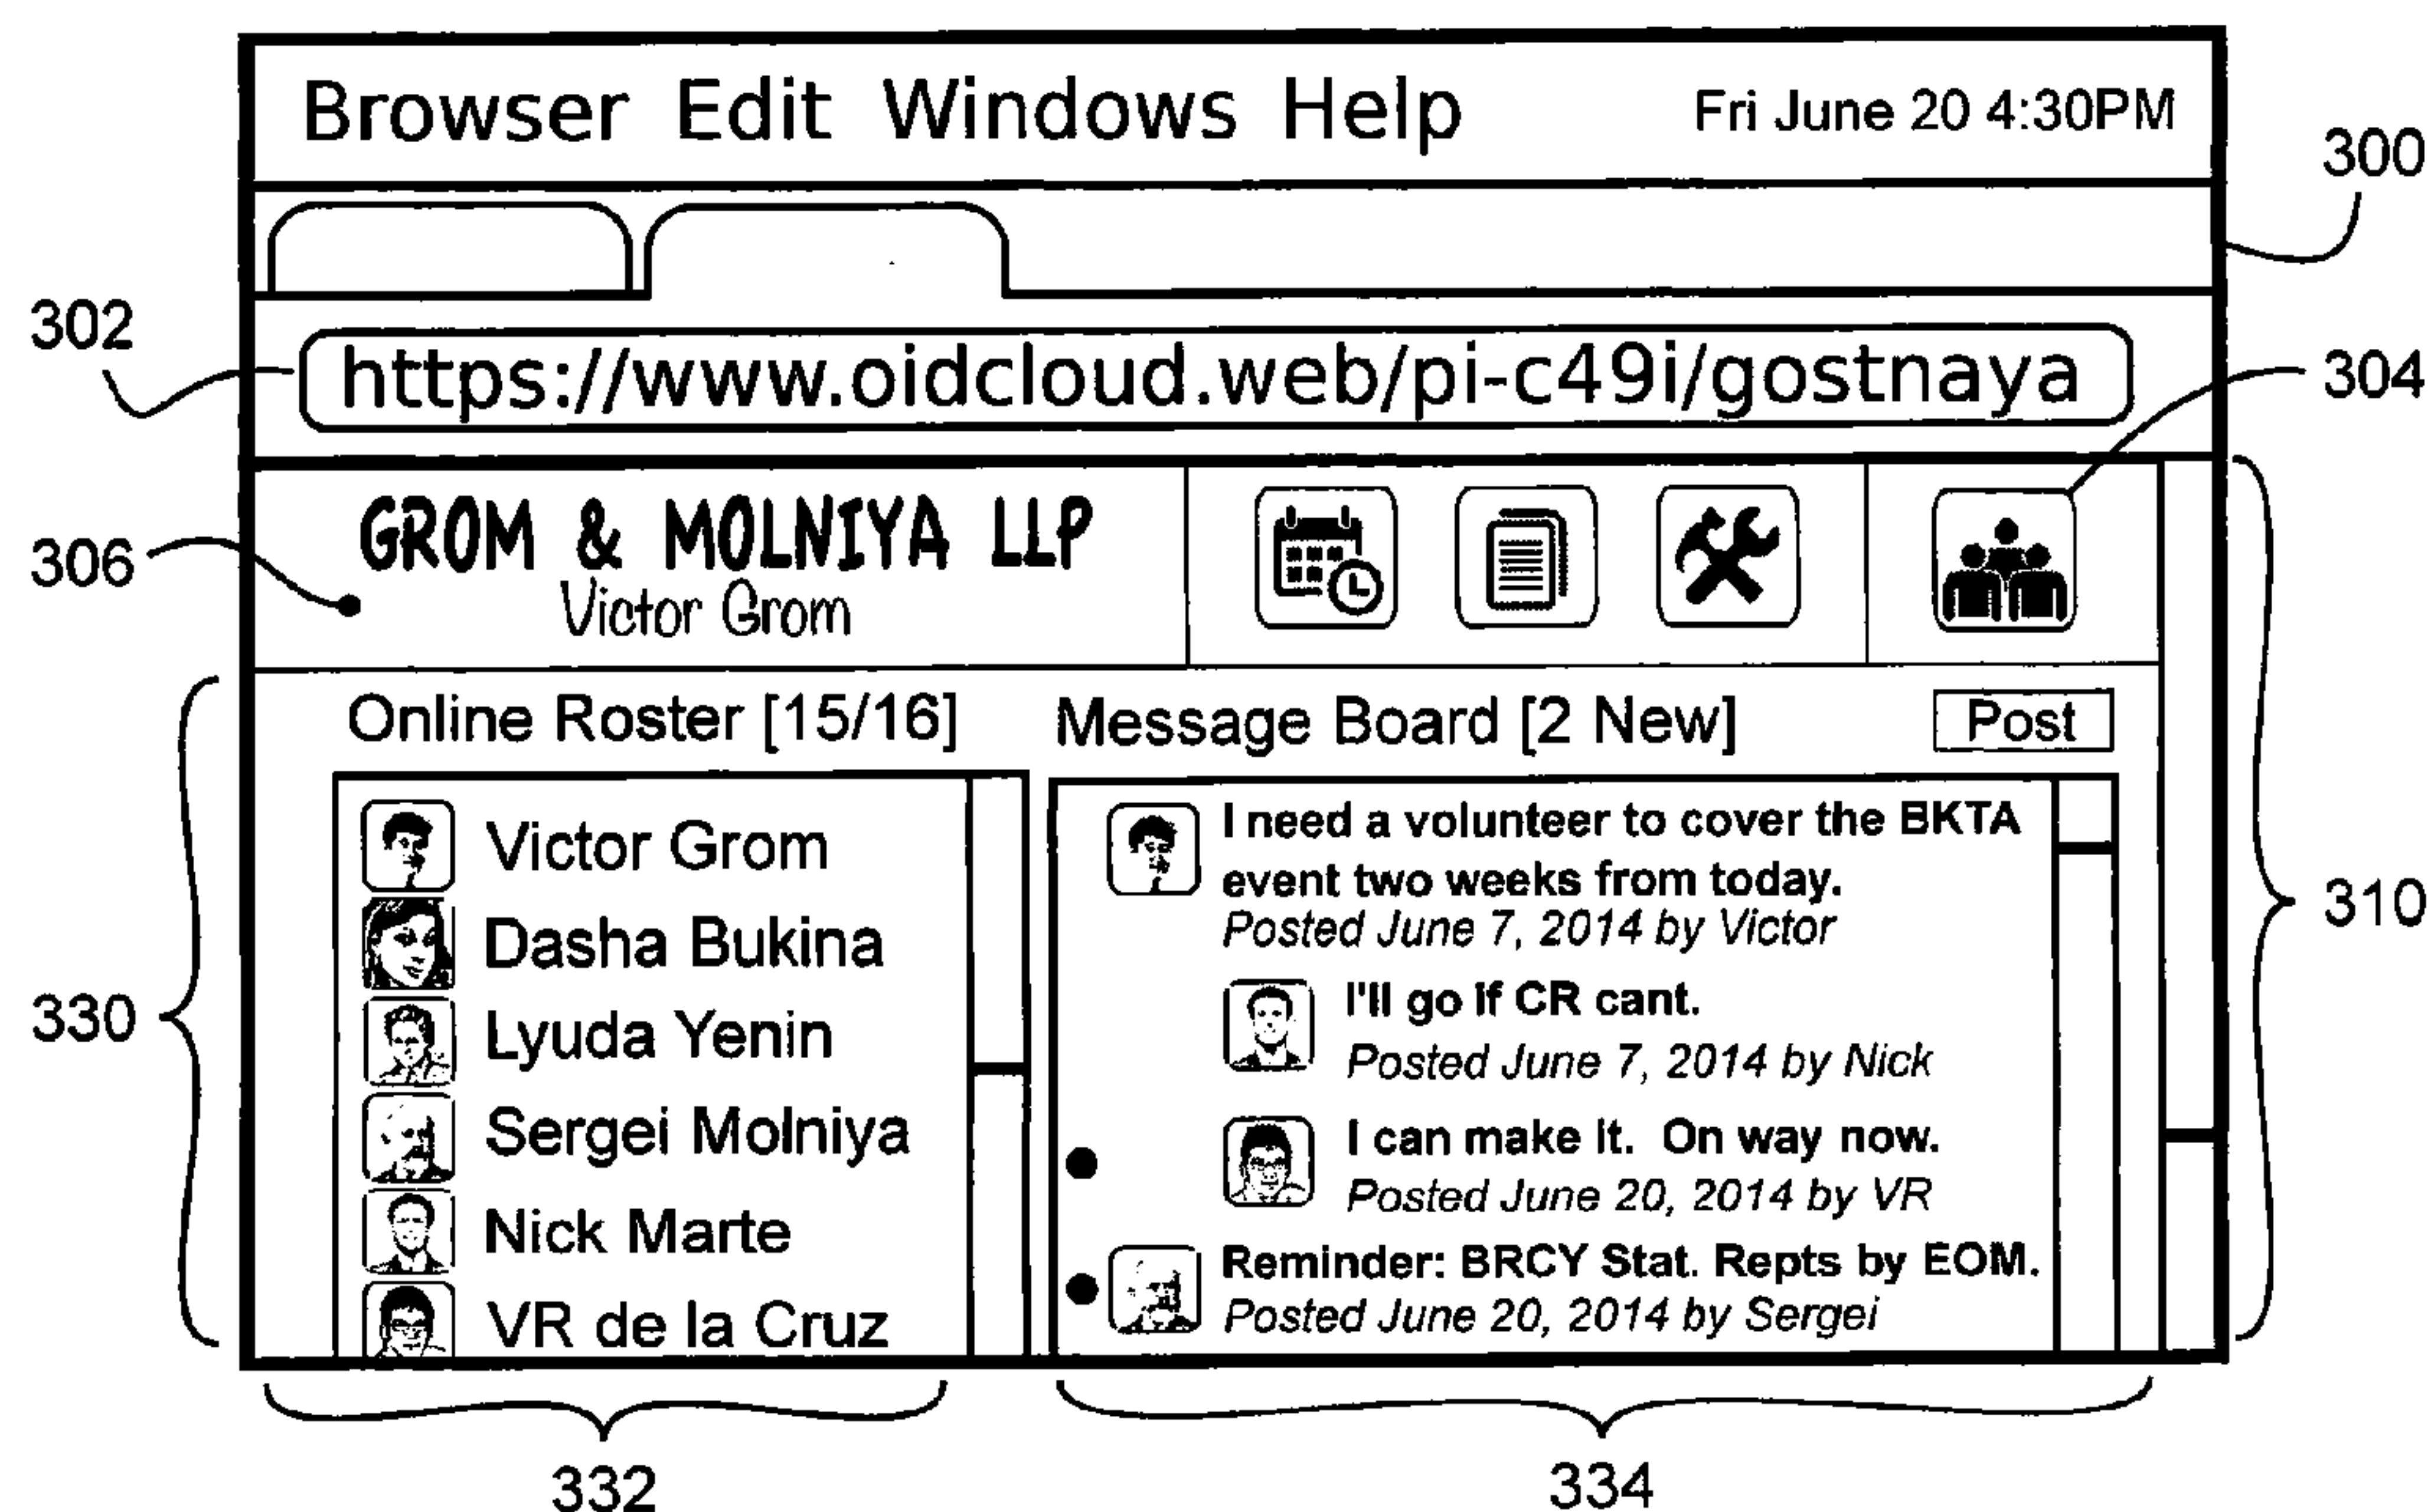 Browser Edit Windows Help Fri June 20 4:30PM
300
302
https://www.oidcloud.web/pi-c49i/gostnaya
304
306
GROM & MOLNIYA LLP
Victor Grom
310
330
Online Roster [15/16]
Victor Grom
Dasha Bukina
Lyuda Yenin
Sergei Molniya
Nick Marte
VR de la Cruz
Message Board [2 New] Post
I need a volunteer to cover the BKTA
event two weeks from today.
Posted June 7, 2014 by Victor
I'll go if CR cant.
Posted June 7, 2014 by Nick
I can make it. On way now.
Posted June 20, 2014 by VR
Reminder: BRCY Stat. Repts by EOM.
Posted June 20, 2014 by Sergei
332
334